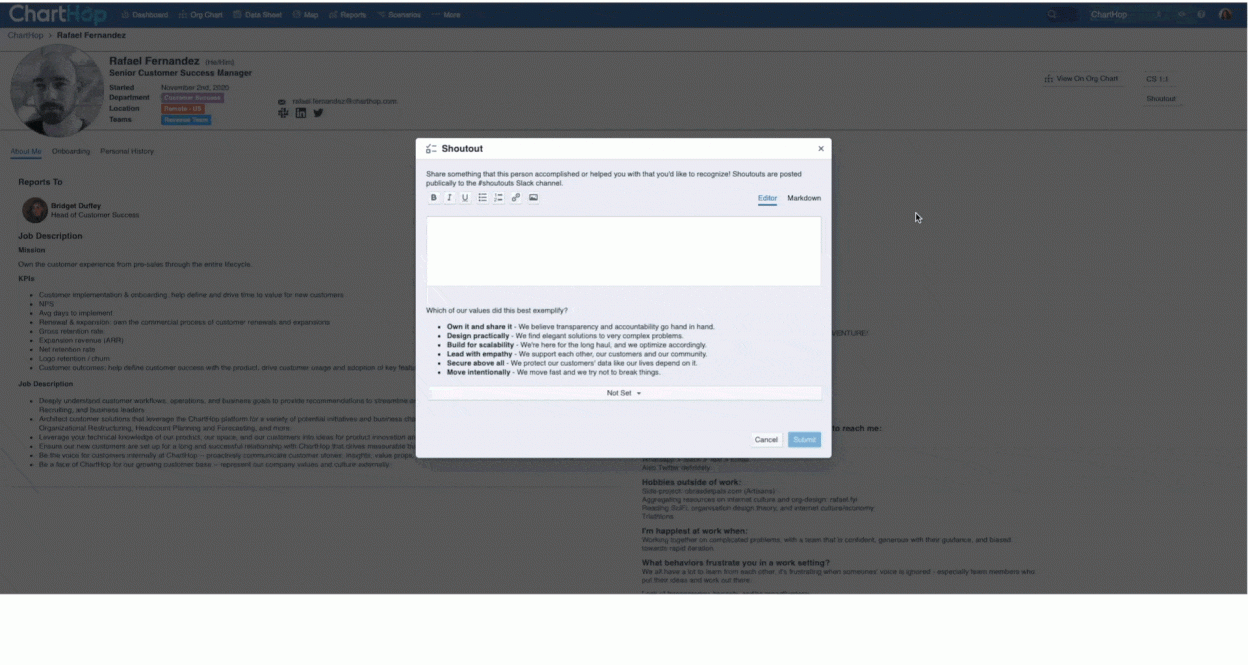 ChartHop
Dashboard Org Chart Data Sheet Map Reports Scenarios More
ChartHop
ChartHop > Rafael Fernandez
Rafael Fernandez (He/Him)
Senior Customer Success Manager
Started November 2nd, 2020
Department Customer Success
Location Remote - US
Teams Revenue Team
rafael.fernandez@charthop.com
View On Org Chart
CS 1:1
Shoutout
About Me Onboarding Personal History
Reports To
Bridget Duffey
Head of Customer Success
Job Description
Mission
Own the customer experience from pre-sales through the entire lifecycle.
KPIs
Customer implementation & onboarding: help define and drive time to value for new customers
NPS
Avg days to implement
Renewal & expansion: own the commercial process of customer renewals and expansions
Gross retention rate
Expansion revenue (ARR)
Net retention rate
Logo retention / churn
Customer outcomes: help define customer success with the product, drive customer usage and adoption of key featu
Job Description
Deeply understand customer workflows, operations, and business goals to provide recommendations to streamline or
Recruiting, and business leaders
Architect customer solutions that leverage the ChartHop platform for a variety of potential initiatives and business cha
Organizational Restructuring, Headcount Planning and Forecasting, and more.
Leverage your technical knowledge of our product, our space, and our customers into ideas for product innovation an
Ensure our new customers are set up for a long and successful relationship with ChartHop that drives measurable bu
Be the voice for customers internally at ChartHop – proactively communicate customer stories, insights, value props
Be a face of ChartHop for our growing customer base – represent our company values and culture externally
Shoutout
Share something that this person accomplished or helped you with that you'd like to recognize! Shoutouts are posted
publically to the #shoutouts Slack channel.
B I U Editor Markdown
Which of our values did this best exemplify?
Own it and share it - We believe transparency and accountability go hand in hand.
Design practically - We find elegant solutions to very complex problems.
Build for scalability - We're here for the long haul, and we optimize accordingly.
Lead with empathy - We support each other, our customers and our community.
Secure above all - We protect our customers' data like our lives depend on it.
Move intentionally - We move fast and we try not to break things.
Not Set
Cancel Submit
VENTURE!
to reach me:
Hobbies outside of work:
Aggregating resources on internet culture and org-design: rafael.fyi
Reading SciFi, organisation design theory, and internet culture/economy
I'm happiest at work when:
Working together on complicated problems, with a team that is confident, generous with their guidance, and biased
towards rapid iteration
What behaviors frustrate you in a work setting?
We all have a lot to learn from each other, it's frustrating when someones' voice is ignored - especially team members who
put their ideas and work out there.